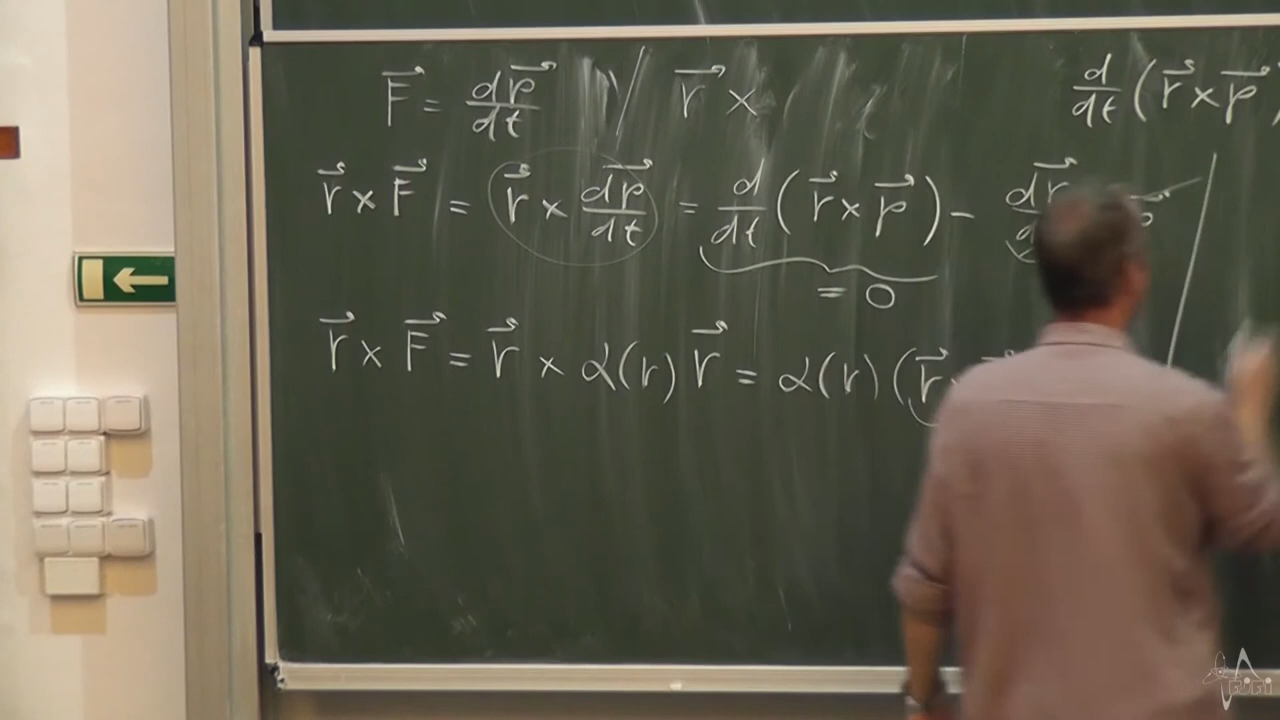 F⃗ = dp⃗/dt / r⃗ ×
d/dt (r⃗ × p⃗)
r⃗ × F⃗ = r⃗ × dp⃗/dt = d/dt (r⃗ × p⃗) − dr⃗
= 0
r⃗ × F⃗ = r⃗ × α(r) r⃗ = α(r) (r⃗